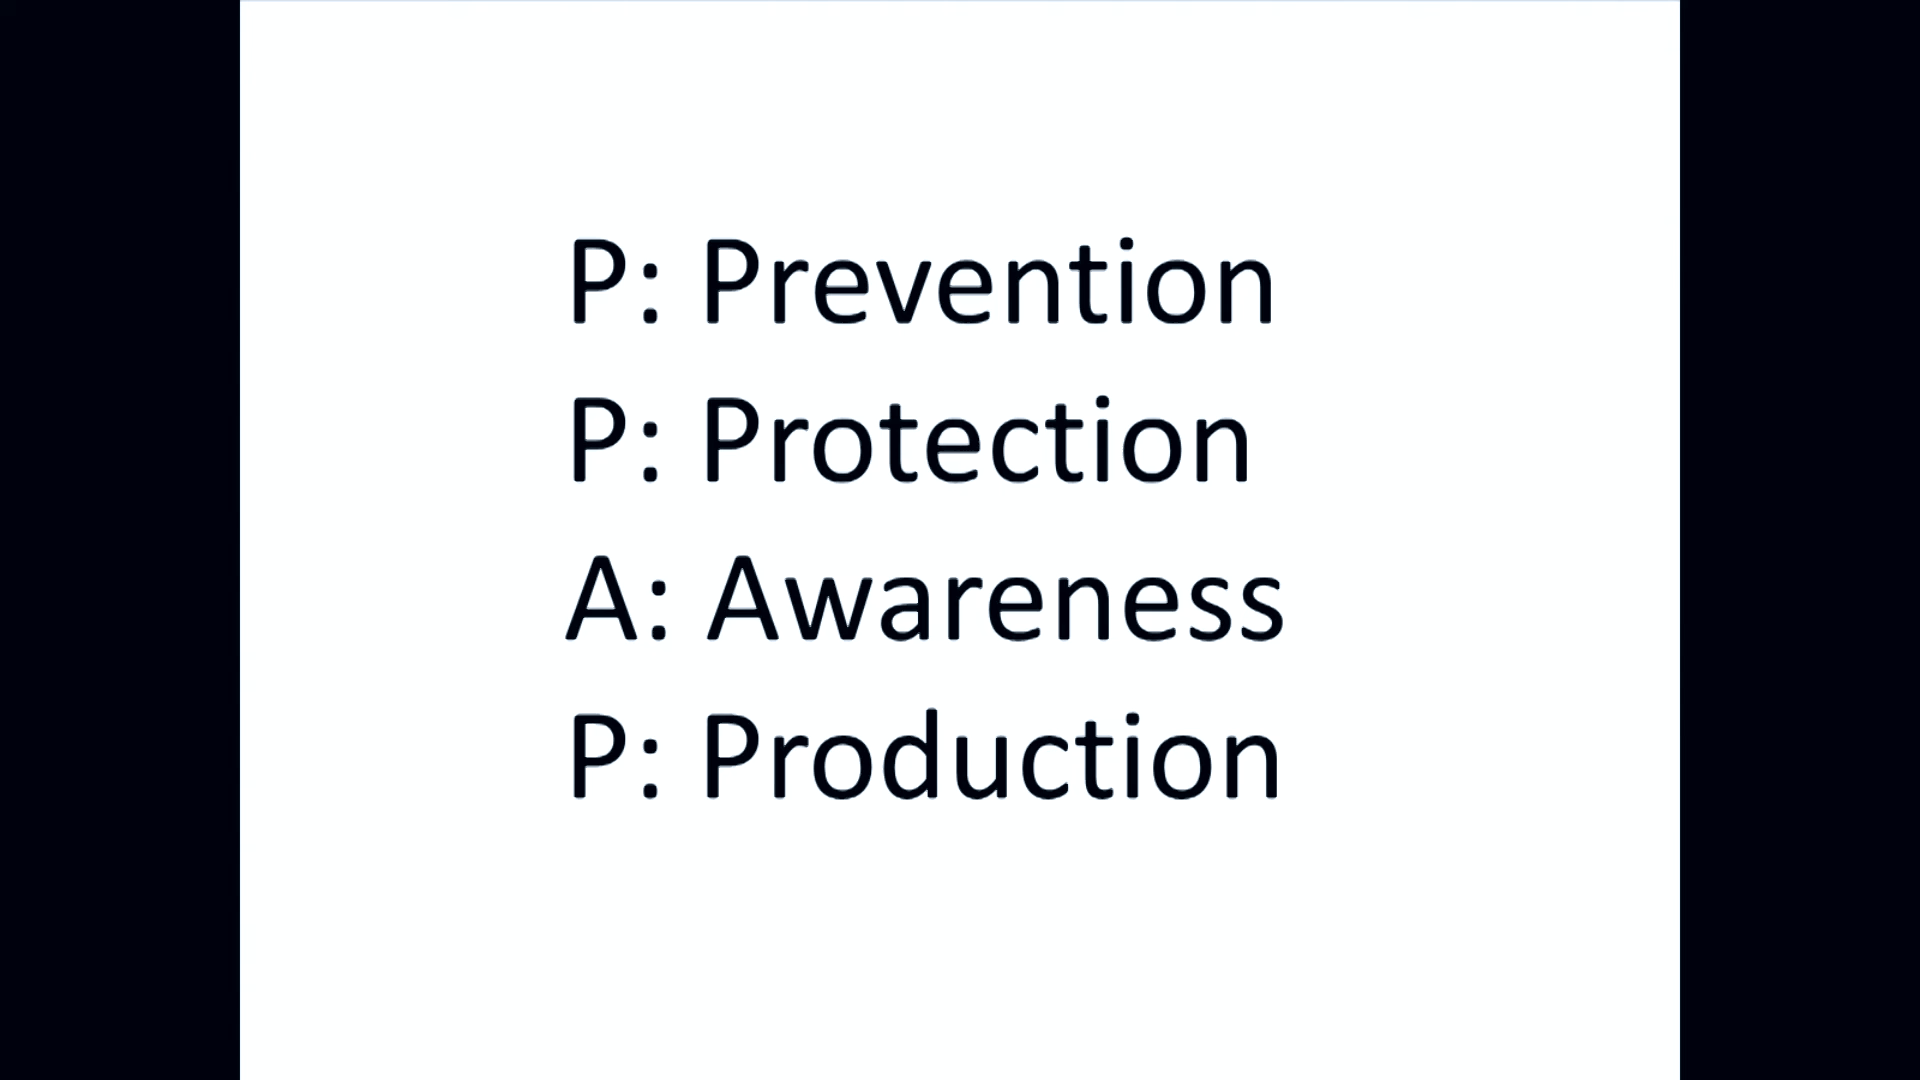 P: Prevention
P: Protection
A: Awareness
P: Production